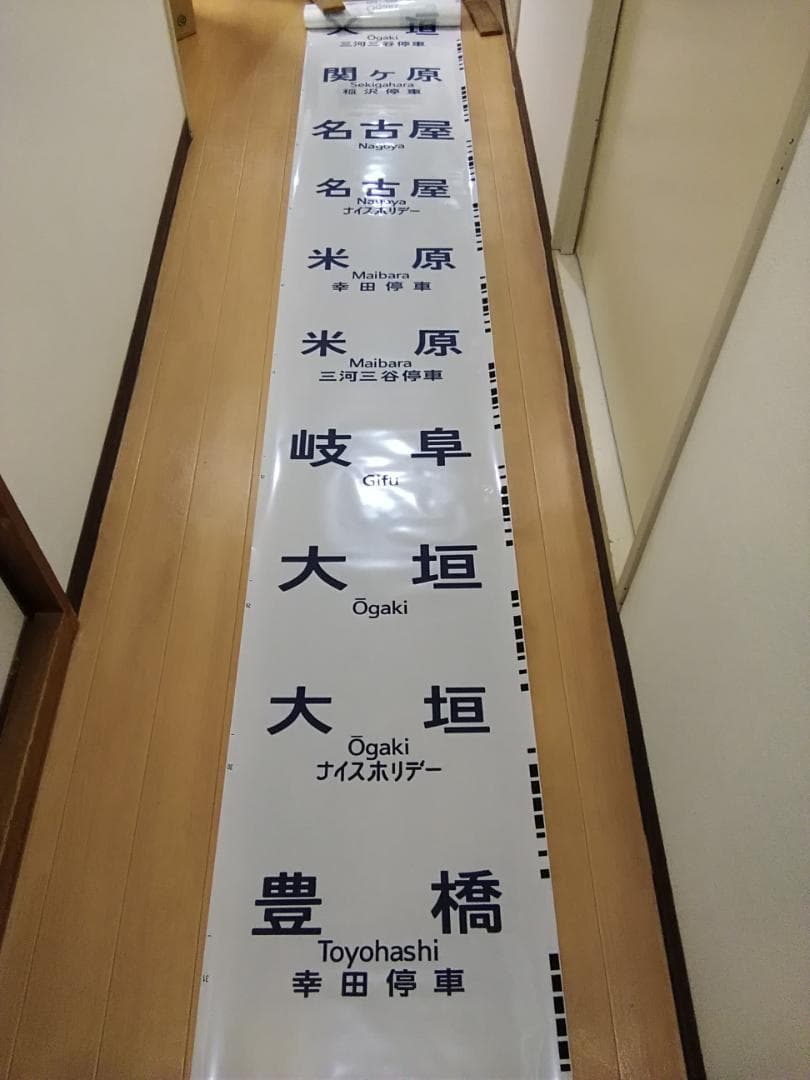 大垣
Ōgaki
三河三谷停車
関ヶ原
Sekigahara
稲沢停車
名古屋
Nagoya
名古屋
Nagoya
ナイスホリデー
米原
Maibara
幸田停車
米原
Maibara
三河三谷停車
岐阜
Gifu
大垣
Ōgaki
大垣
Ōgaki
ナイスホリデー
豊橋
Toyohashi
幸田停車